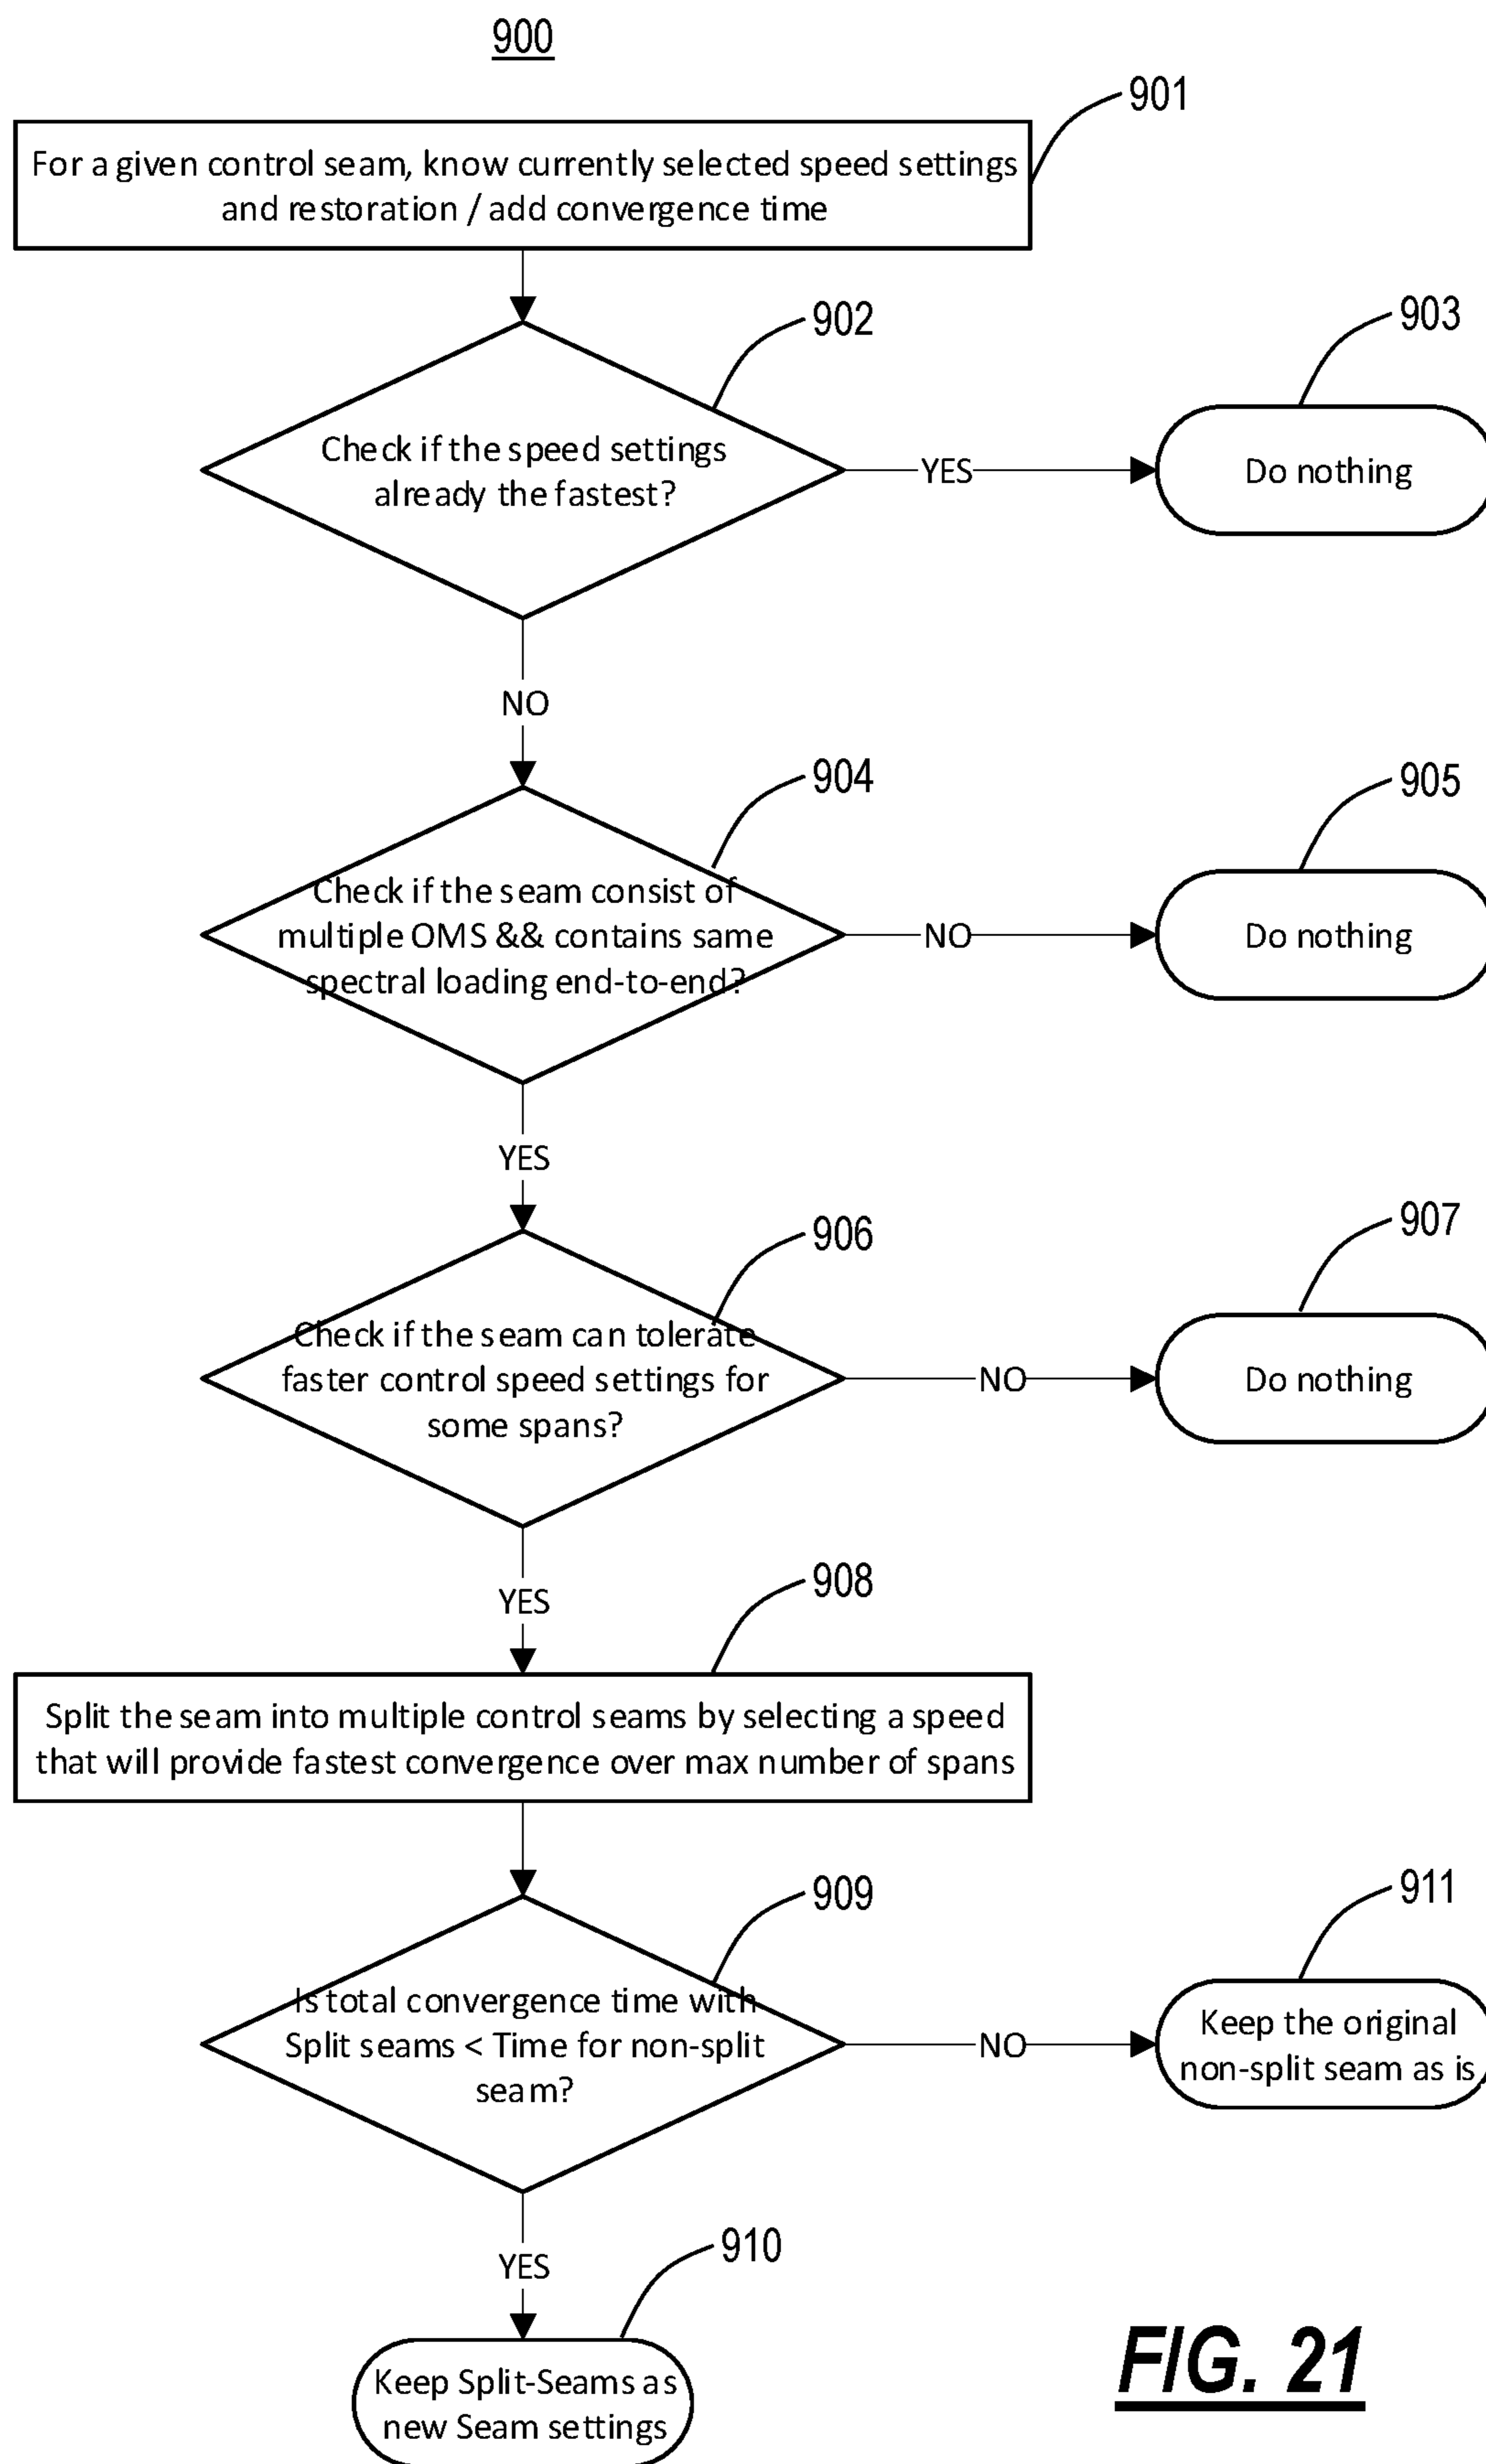 900
901
For a given control seam, know currently selected speed settings
and restoration / add convergence time
902
903
Check if the speed settings
already the fastest?
YES
Do nothing
NO
904
905
Check if the seam consist of
multiple OMS && contains same
spectral loading end-to-end?
NO
Do nothing
YES
906
907
Check if the seam can tolerate
faster control speed settings for
some spans?
NO
Do nothing
YES
908
Split the seam into multiple control seams by selecting a speed
that will provide fastest convergence over max number of spans
909
911
Is total convergence time with
Split seams < Time for non-split
seam?
NO
Keep the original
non-split seam as is
YES
910
Keep Split-Seams as
new Seam settings
FIG. 21